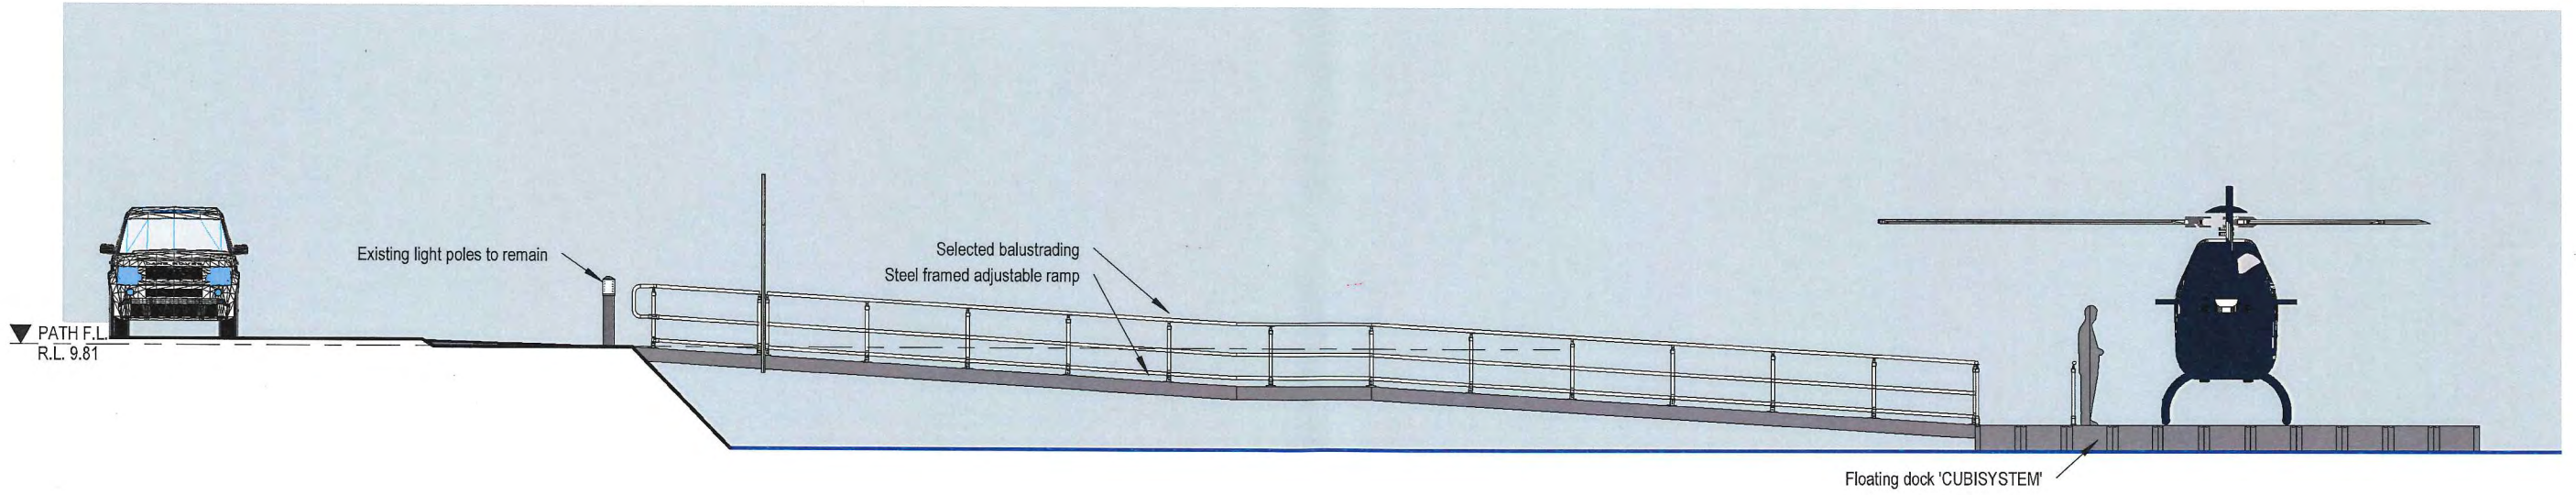 Existing light poles to remain
Selected balustrading
Steel framed adjustable ramp
PATH F.L.
R.L. 9.81
Floating dock 'CUBISYSTEM'